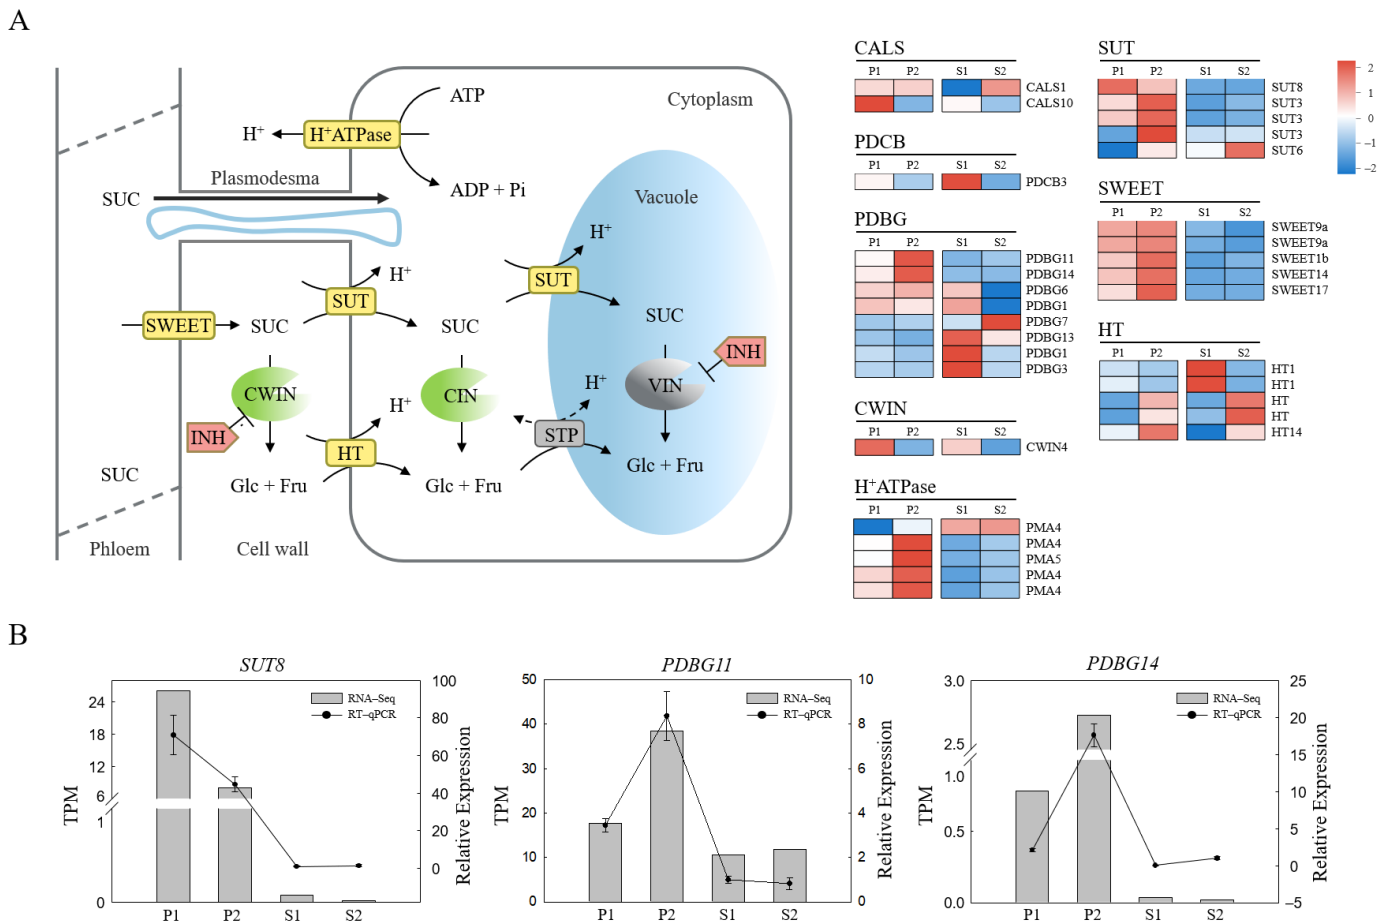 A
Phloem
Cell wall
Cytoplasm
Vacuole
Plasmodesma
ATP
H⁺
H⁺ATPase
ADP + Pi
SUC
H⁺
H⁺
SUT
SUT
SWEET
SUC
SUC
SUC
INH
CWIN
CIN
VIN
H⁺
H⁺
INH
HT
STP
SUC
Glc + Fru
Glc + Fru
Glc + Fru
CALS
P1 P2 S1 S2
CALS1
CALS10
PDCB
P1 P2 S1 S2
PDCB3
PDBG
P1 P2 S1 S2
PDBG11
PDBG14
PDBG6
PDBG1
PDBG7
PDBG13
PDBG1
PDBG3
CWIN
P1 P2 S1 S2
CWIN4
H⁺ATPase
P1 P2 S1 S2
PMA4
PMA4
PMA5
PMA4
PMA4
SUT
P1 P2 S1 S2
SUT8
SUT3
SUT3
SUT3
SUT6
SWEET
P1 P2 S1 S2
SWEET9a
SWEET9a
SWEET1b
SWEET14
SWEET17
HT
P1 P2 S1 S2
HT1
HT1
HT
HT
HT14
2
1
0
−1
−2
B
SUT8
RNA–Seq
RT–qPCR
TPM
24
18
12
6
1
0
Relative Expression
100
80
60
40
20
0
P1 P2 S1 S2
PDBG11
RNA–Seq
RT–qPCR
TPM
50
40
30
20
10
0
Relative Expression
10
8
6
4
2
0
P1 P2 S1 S2
PDBG14
RNA–Seq
RT–qPCR
TPM
3.0
2.5
1.0
0.5
0.0
Relative Expression
25
20
15
10
5
0
−5
P1 P2 S1 S2